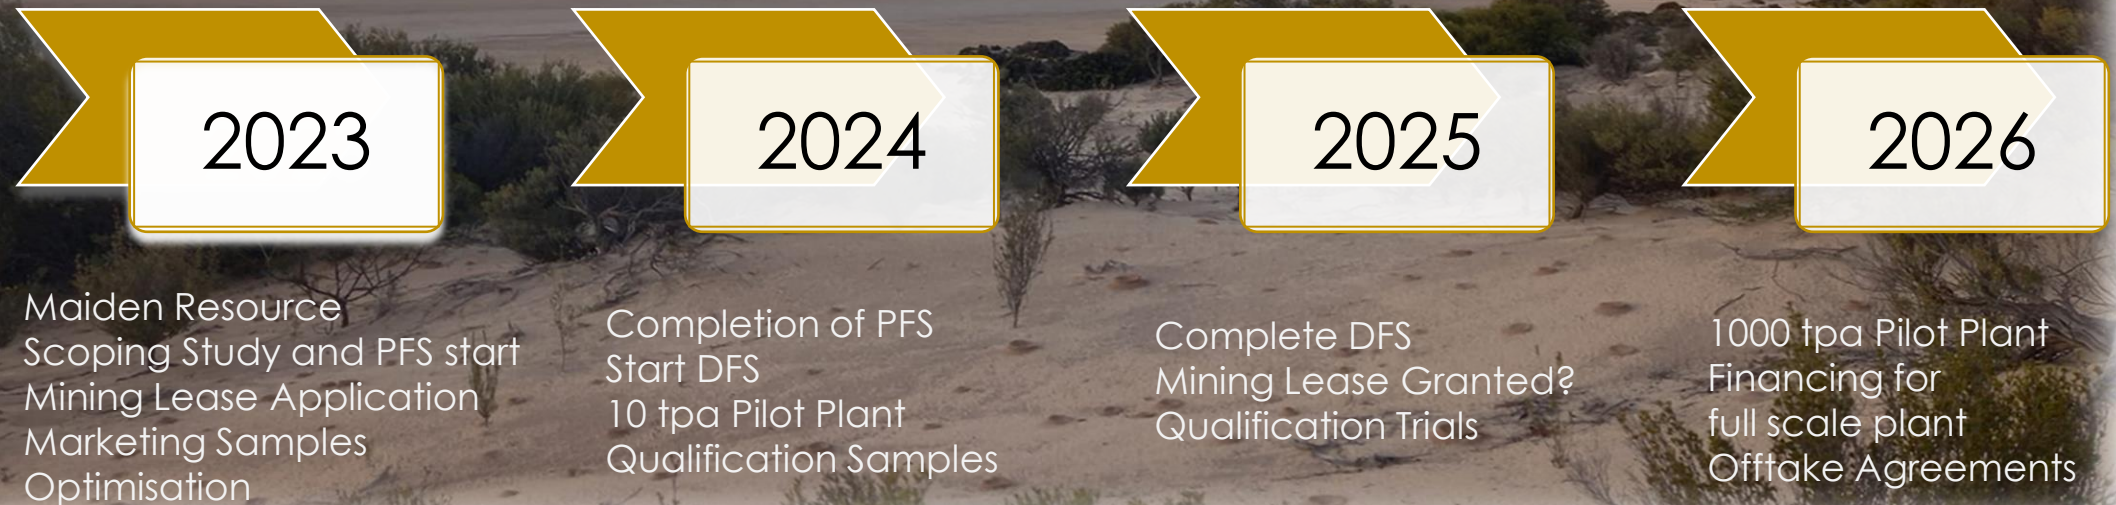 2023
2024
2025
2026
Maiden Resource
Scoping Study and PFS start
Mining Lease Application
Marketing Samples
Optimisation
Completion of PFS
Start DFS
10 tpa Pilot Plant
Qualification Samples
Complete DFS
Mining Lease Granted?
Qualification Trials
1000 tpa Pilot Plant
Financing for
full scale plant
Offtake Agreements